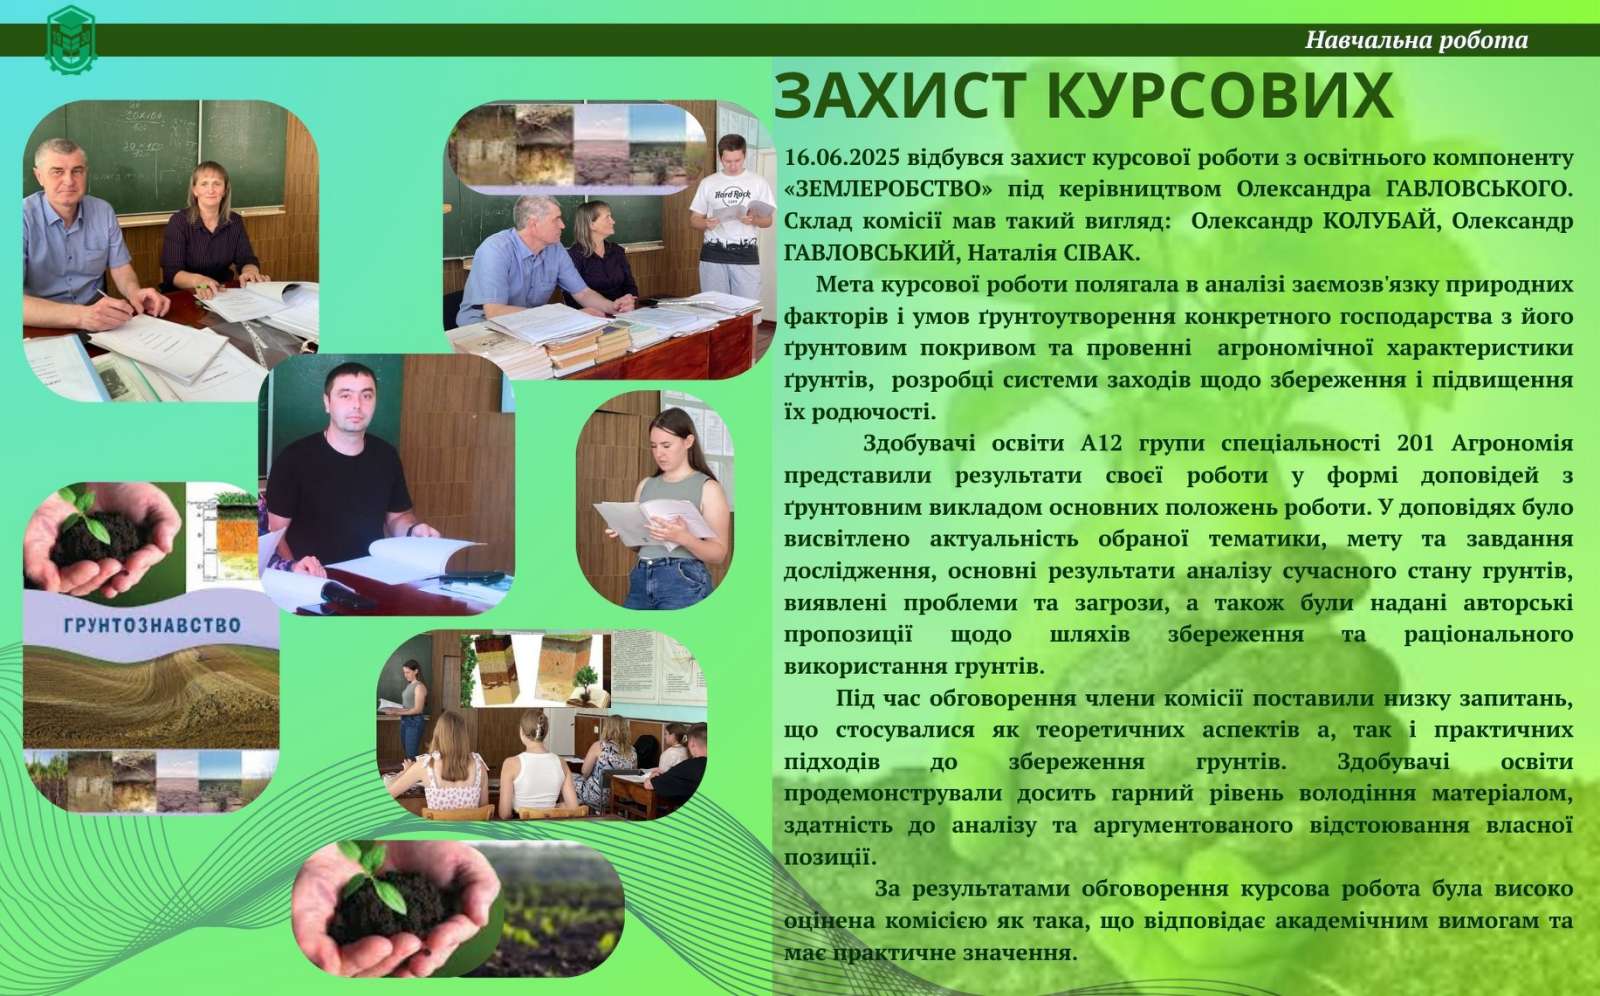 Навчальна робота
ЗАХИСТ КУРСОВИХ
16.06.2025 відбувся захист курсової роботи з освітнього компоненту
«ЗЕМЛЕРОБСТВО» під керівництвом Олександра ГАВЛОВСЬКОГО.
Склад комісії мав такий вигляд: Олександр КОЛУБАЙ, Олександр
ГАВЛОВСЬКИЙ, Наталія СІВАК.
Мета курсової роботи полягала в аналізі заємозв'язку природних
факторів і умов ґрунтоутворення конкретного господарства з його
ґрунтовим покривом та провенні агрономічної характеристики
ґрунтів, розробці системи заходів щодо збереження і підвищення
їх родючості.
Здобувачі освіти А12 групи спеціальності 201 Агрономія
представили результати своєї роботи у формі доповідей з
ґрунтовним викладом основних положень роботи. У доповідях було
висвітлено актуальність обраної тематики, мету та завдання
дослідження, основні результати аналізу сучасного стану грунтів,
виявлені проблеми та загрози, а також були надані авторські
пропозиції щодо шляхів збереження та раціонального
використання грунтів.
Під час обговорення члени комісії поставили низку запитань,
що стосувалися як теоретичних аспектів а, так і практичних
підходів до збереження грунтів. Здобувачі освіти
продемонстрували досить гарний рівень володіння матеріалом,
здатність до аналізу та аргументованого відстоювання власної
позиції.
За результатами обговорення курсова робота була високо
оцінена комісією як така, що відповідає академічним вимогам та
має практичне значення.
Hard Rock
ГРУНТОЗНАВСТВО